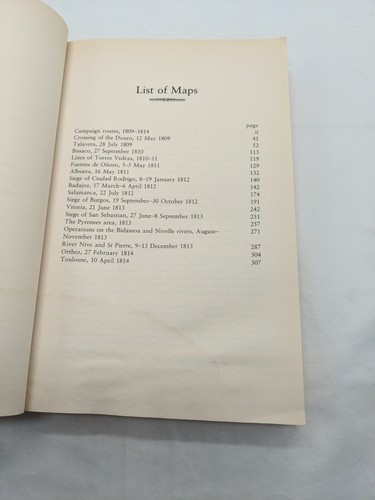 List of Maps
page
Campaign routes, 1809–1814 ii
Crossing of the Douro, 12 May 1809 41
Talavera, 28 July 1809 52
Busaco, 27 September 1810 113
Lines of Torres Vedras, 1810–11 119
Fuentes de Oñoro, 3–5 May 1811 129
Albuera, 16 May 1811 132
Siege of Ciudad Rodrigo, 8–19 January 1812 140
Badajoz, 17 March–6 April 1812 142
Salamanca, 22 July 1812 174
Siege of Burgos, 19 September–30 October 1812 191
Vitoria, 21 June 1813 242
Siege of San Sebastian, 27 June–8 September 1813 251
The Pyrenees area, 1813 257
Operations on the Bidassoa and Nivelle rivers, August– 271
November 1813
River Nive and St Pierre, 9–13 December 1813 287
Orthez, 27 February 1814 304
Toulouse, 10 April 1814 307